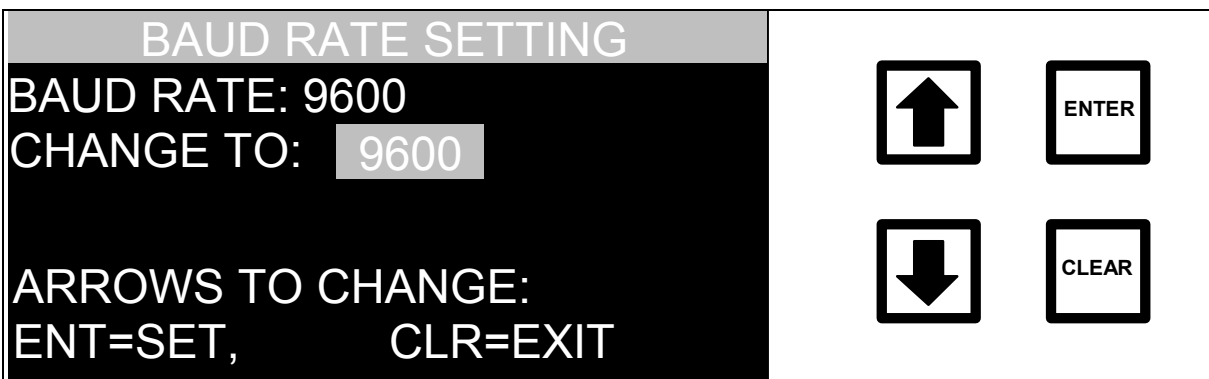 BAUD RATE SETTING
BAUD RATE: 9600
CHANGE TO: 9600
ARROWS TO CHANGE:
ENT=SET, CLR=EXIT
ENTER
CLEAR